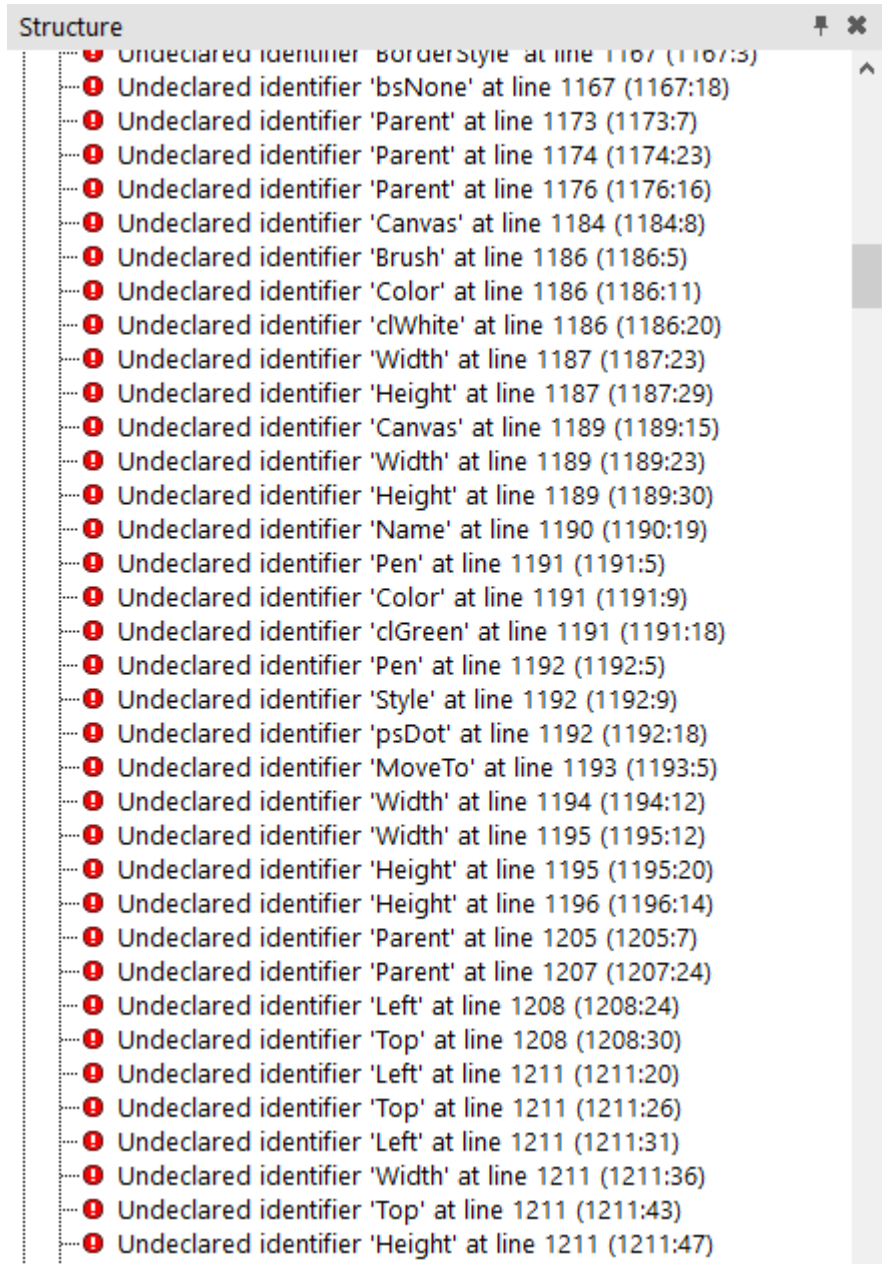 Structure
Undeclared identifier 'BorderStyle' at line 1167 (1167:3)
Undeclared identifier 'bsNone' at line 1167 (1167:18)
Undeclared identifier 'Parent' at line 1173 (1173:7)
Undeclared identifier 'Parent' at line 1174 (1174:23)
Undeclared identifier 'Parent' at line 1176 (1176:16)
Undeclared identifier 'Canvas' at line 1184 (1184:8)
Undeclared identifier 'Brush' at line 1186 (1186:5)
Undeclared identifier 'Color' at line 1186 (1186:11)
Undeclared identifier 'clWhite' at line 1186 (1186:20)
Undeclared identifier 'Width' at line 1187 (1187:23)
Undeclared identifier 'Height' at line 1187 (1187:29)
Undeclared identifier 'Canvas' at line 1189 (1189:15)
Undeclared identifier 'Width' at line 1189 (1189:23)
Undeclared identifier 'Height' at line 1189 (1189:30)
Undeclared identifier 'Name' at line 1190 (1190:19)
Undeclared identifier 'Pen' at line 1191 (1191:5)
Undeclared identifier 'Color' at line 1191 (1191:9)
Undeclared identifier 'clGreen' at line 1191 (1191:18)
Undeclared identifier 'Pen' at line 1192 (1192:5)
Undeclared identifier 'Style' at line 1192 (1192:9)
Undeclared identifier 'psDot' at line 1192 (1192:18)
Undeclared identifier 'MoveTo' at line 1193 (1193:5)
Undeclared identifier 'Width' at line 1194 (1194:12)
Undeclared identifier 'Width' at line 1195 (1195:12)
Undeclared identifier 'Height' at line 1195 (1195:20)
Undeclared identifier 'Height' at line 1196 (1196:14)
Undeclared identifier 'Parent' at line 1205 (1205:7)
Undeclared identifier 'Parent' at line 1207 (1207:24)
Undeclared identifier 'Left' at line 1208 (1208:24)
Undeclared identifier 'Top' at line 1208 (1208:30)
Undeclared identifier 'Left' at line 1211 (1211:20)
Undeclared identifier 'Top' at line 1211 (1211:26)
Undeclared identifier 'Left' at line 1211 (1211:31)
Undeclared identifier 'Width' at line 1211 (1211:36)
Undeclared identifier 'Top' at line 1211 (1211:43)
Undeclared identifier 'Height' at line 1211 (1211:47)